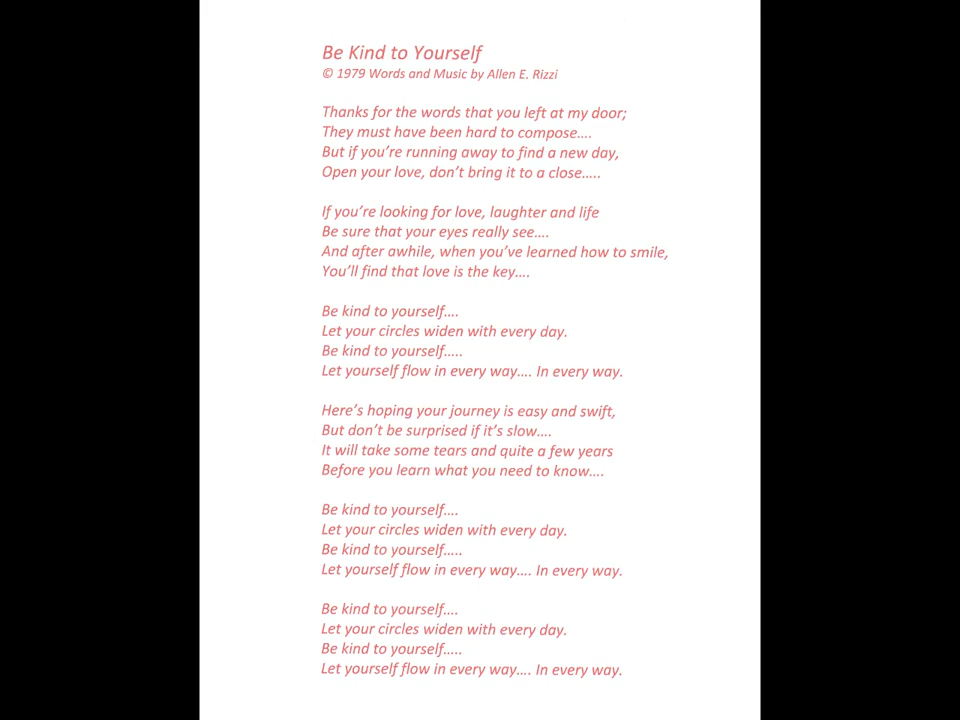 Be Kind to Yourself
© 1979 Words and Music by Allen E. Rizzi
Thanks for the words that you left at my door;
They must have been hard to compose….
But if you’re running away to find a new day,
Open your love, don’t bring it to a close…..
If you’re looking for love, laughter and life
Be sure that your eyes really see….
And after awhile, when you’ve learned how to smile,
You’ll find that love is the key….
Be kind to yourself….
Let your circles widen with every day.
Be kind to yourself…..
Let yourself flow in every way…. In every way.
Here’s hoping your journey is easy and swift,
But don’t be surprised if it’s slow….
It will take some tears and quite a few years
Before you learn what you need to know….
Be kind to yourself….
Let your circles widen with every day.
Be kind to yourself…..
Let yourself flow in every way…. In every way.
Be kind to yourself….
Let your circles widen with every day.
Be kind to yourself…..
Let yourself flow in every way…. In every way.